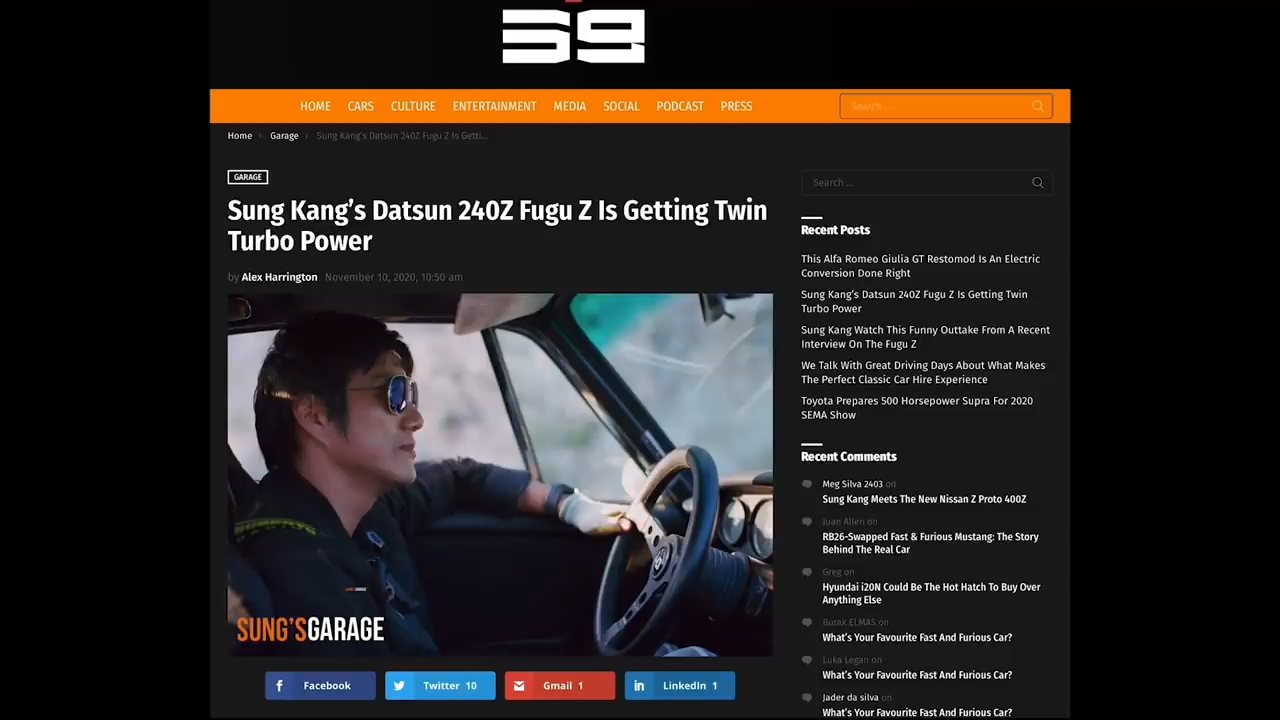 SG
HOME CARS CULTURE ENTERTAINMENT MEDIA SOCIAL PODCAST PRESS
Search …
Home Garage Sung Kang's Datsun 240Z Fugu Z Is Getti...
GARAGE
Sung Kang's Datsun 240Z Fugu Z Is Getting Twin
Turbo Power
by Alex Harrington November 10, 2020, 10:50 am
SUNG'SGARAGE
Facebook
Twitter 10
Gmail 1
LinkedIn 1
Search …
Recent Posts
This Alfa Romeo Giulia GT Restomod Is An Electric
Conversion Done Right
Sung Kang's Datsun 240Z Fugu Z Is Getting Twin
Turbo Power
Sung Kang Watch This Funny Outtake From A Recent
Interview On The Fugu Z
We Talk With Great Driving Days About What Makes
The Perfect Classic Car Hire Experience
Toyota Prepares 500 Horsepower Supra For 2020
SEMA Show
Recent Comments
Meg Silva 2403 on
Sung Kang Meets The New Nissan Z Proto 400Z
Juan Allen on
RB26-Swapped Fast & Furious Mustang: The Story
Behind The Real Car
Greg on
Hyundai i20N Could Be The Hot Hatch To Buy Over
Anything Else
Burak ELMAS on
What's Your Favourite Fast And Furious Car?
Luka Legan on
What's Your Favourite Fast And Furious Car?
Jader da silva on
What's Your Favourite Fast And Furious Car?